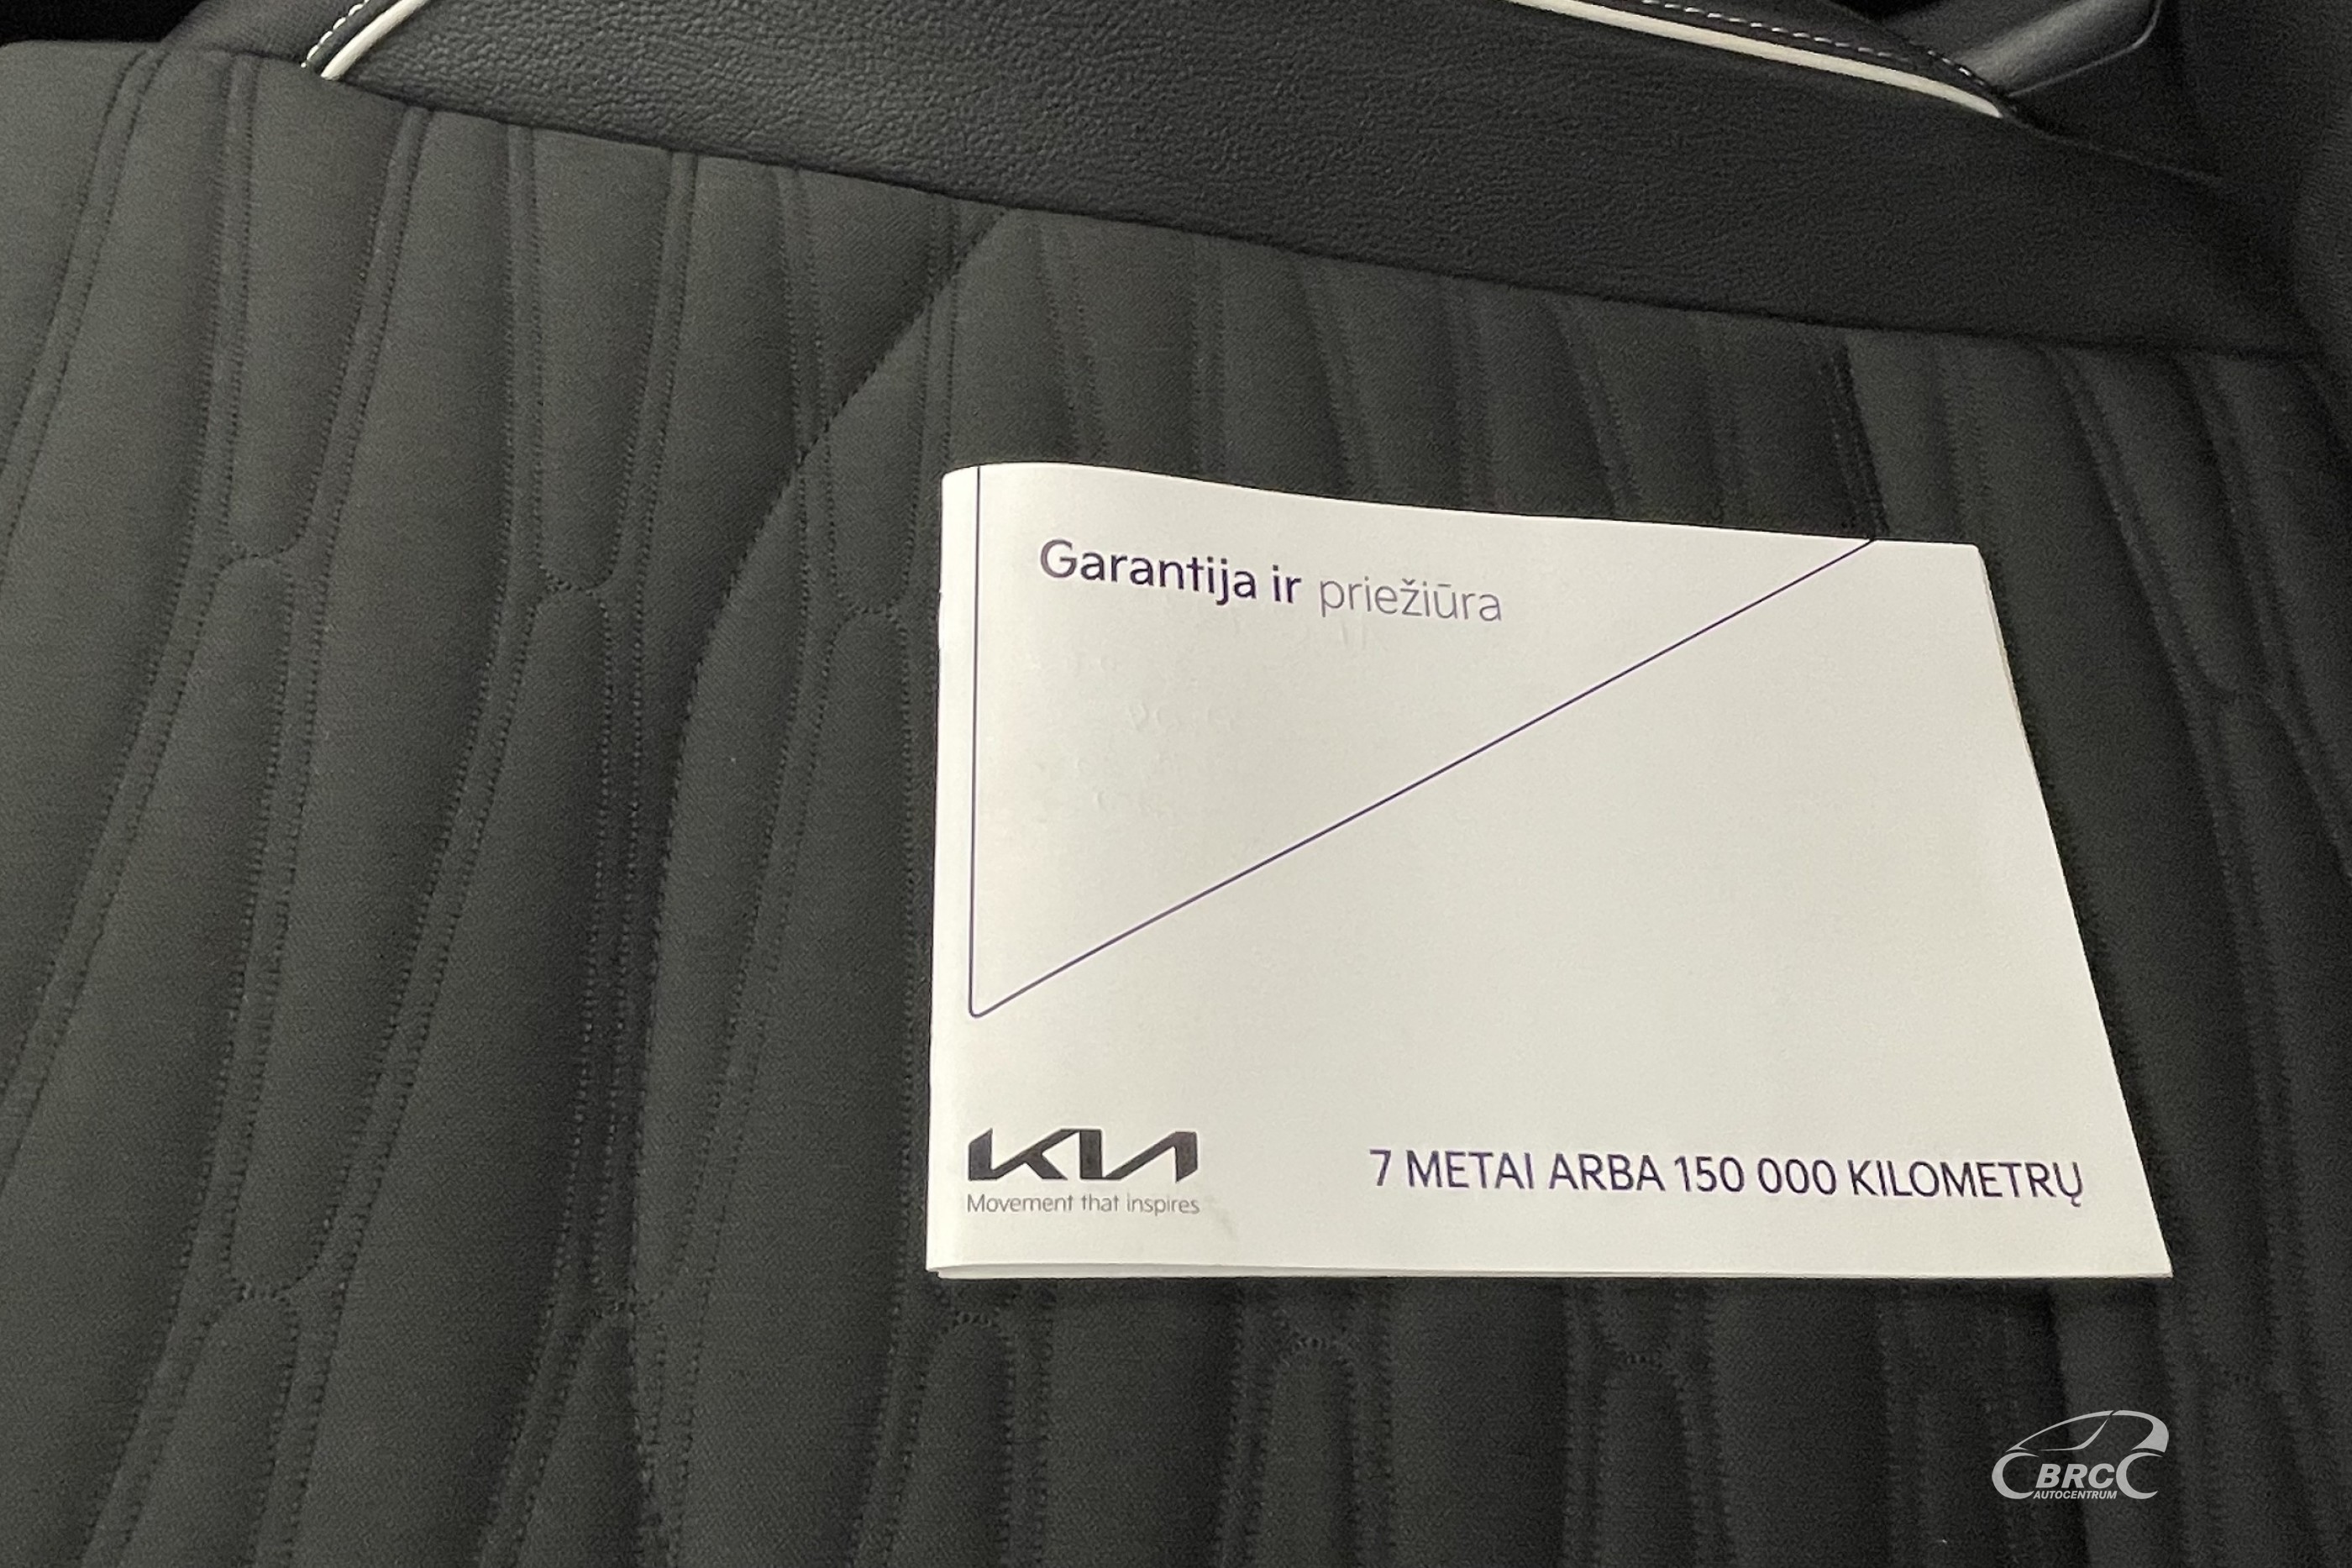 Garantija ir priežiūra
KIA
Movement that inspires
7 METAI ARBA 150 000 KILOMETRŲ
BRC
AUTOCENTRUM